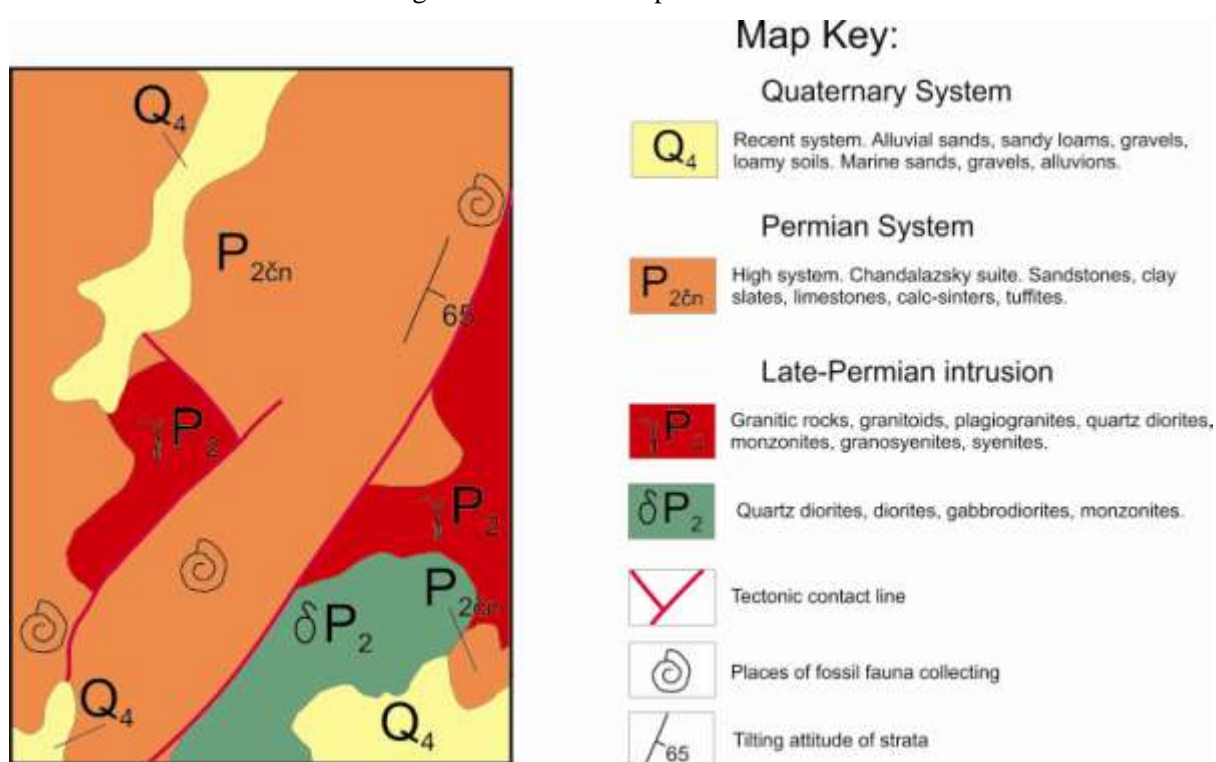 Map Key:
Quaternary System
Q4
Recent system. Alluvial sands, sandy loams, gravels,
loamy soils. Marine sands, gravels, alluvions.
Permian System
P2čn
High system. Chandalazsky suite. Sandstones, clay
slates, limestones, calc-sinters, tuffites.
Late-Permian intrusion
P2
Granitic rocks, granitoids, plagiogranites, quartz diorites,
monzonites, granosyenites, syenites.
δP2
Quartz diorites, diorites, gabbrodiorites, monzonites.
Tectonic contact line
Places of fossil fauna collecting
65
Tilting attitude of strata
Q4
P2čn
65
P2
P2
P2čn
δP2
Q4
Q4